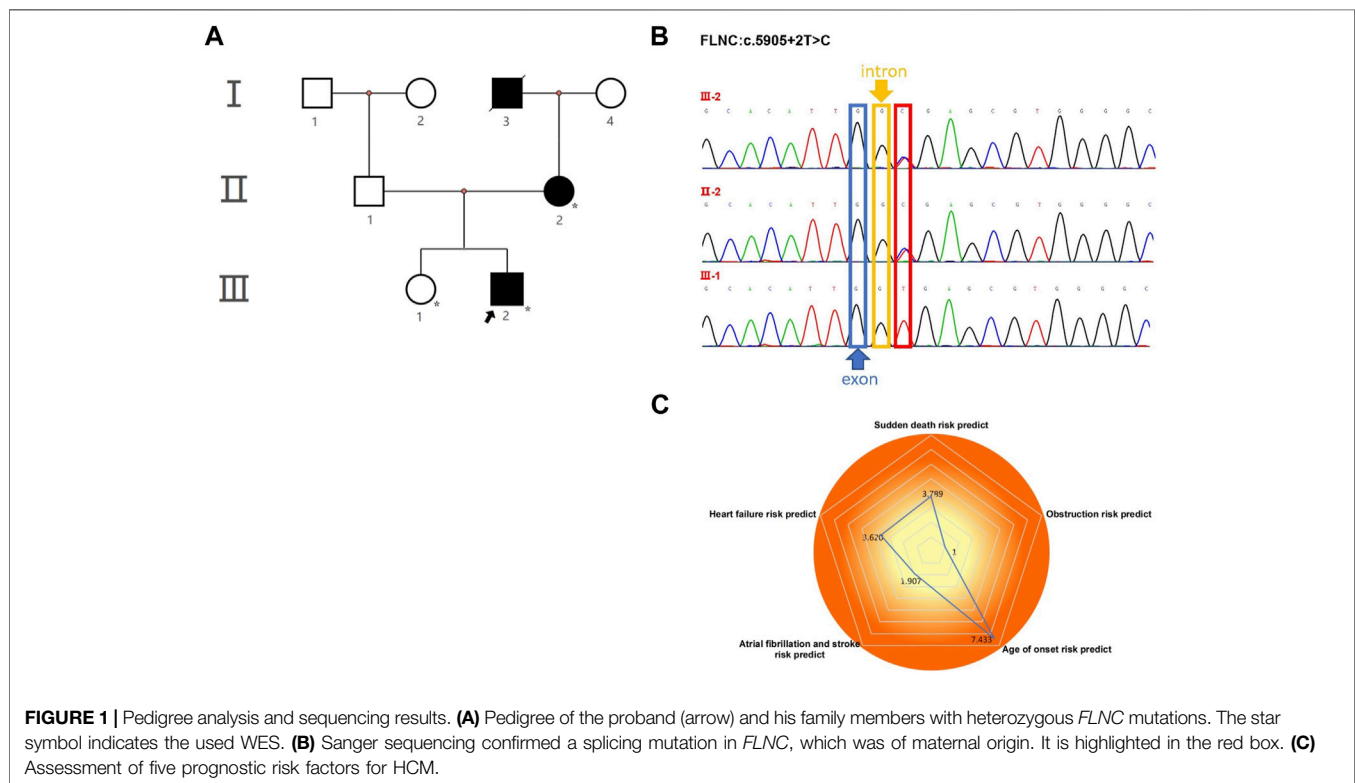 A
I
1
2
3
4
II
1
2
*
III
1
*
2
*
B
FLNC:c.5905+2T>C
intron
III-2
G C A C A T T G G C G A G C G T G G G G C
II-2
G C A C A T T G G C G A G C G T G G G G C
III-1
G C A C A T T G G T G A G C G T G G G G C
exon
C
Sudden death risk predict
3.789
Heart failure risk predict
Obstruction risk predict
3.620
1
1.907
7.433
Atrial fibrillation and stroke
risk predict
Age of onset risk predict
FIGURE 1 | Pedigree analysis and sequencing results. (A) Pedigree of the proband (arrow) and his family members with heterozygous FLNC mutations. The star
symbol indicates the used WES. (B) Sanger sequencing confirmed a splicing mutation in FLNC, which was of maternal origin. It is highlighted in the red box. (C)
Assessment of five prognostic risk factors for HCM.